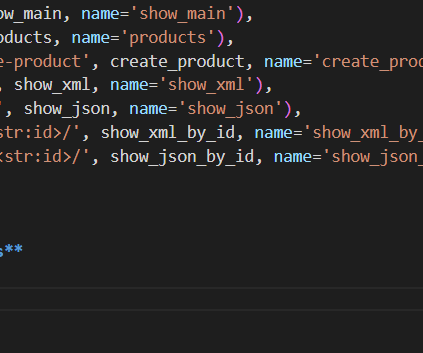 ow_main, name='show_main'),
oducts, name='products'),
e-product', create_product, name='create_prod
, show_xml, name='show_xml'),
', show_json, name='show_json'),
str:id>/', show_xml_by_id, name='show_xml_by_
<str:id>/', show_json_by_id, name='show_json_
s**